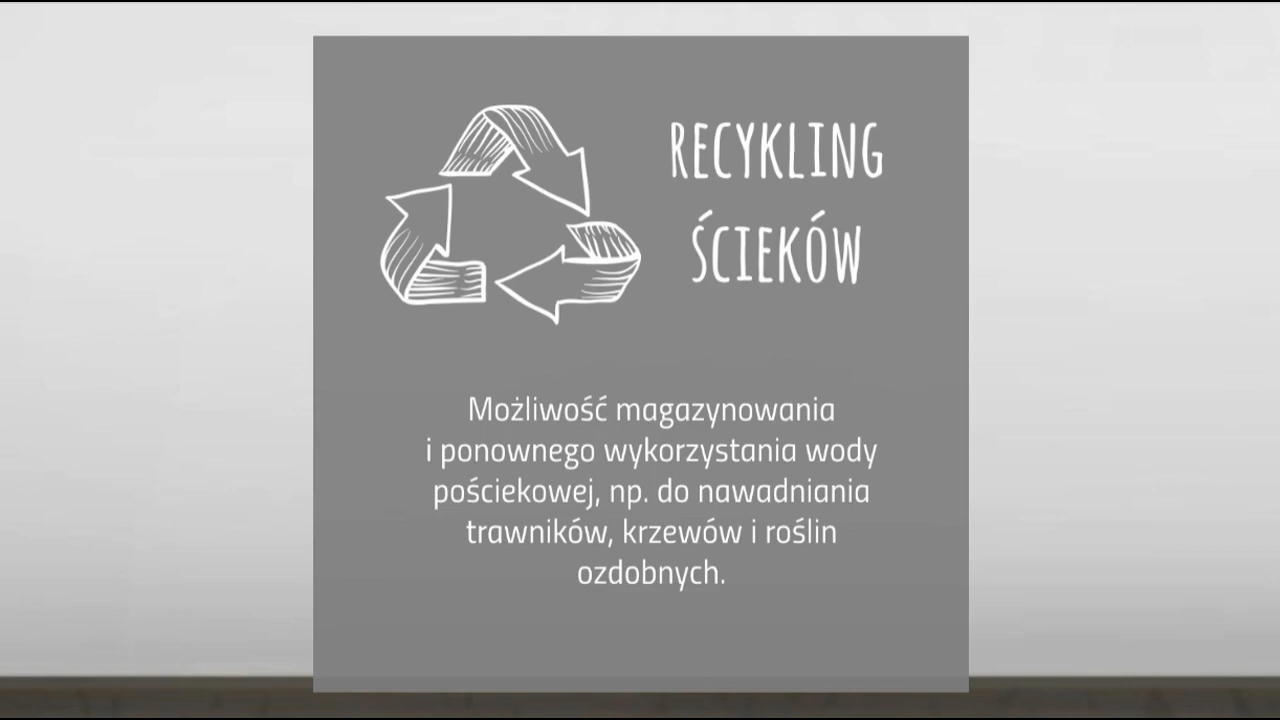 RECYKLING
ŚCIEKÓW
Możliwość magazynowania
i ponownego wykorzystania wody
pościekowej, np. do nawadniania
trawników, krzewów i roślin
ozdobnych.